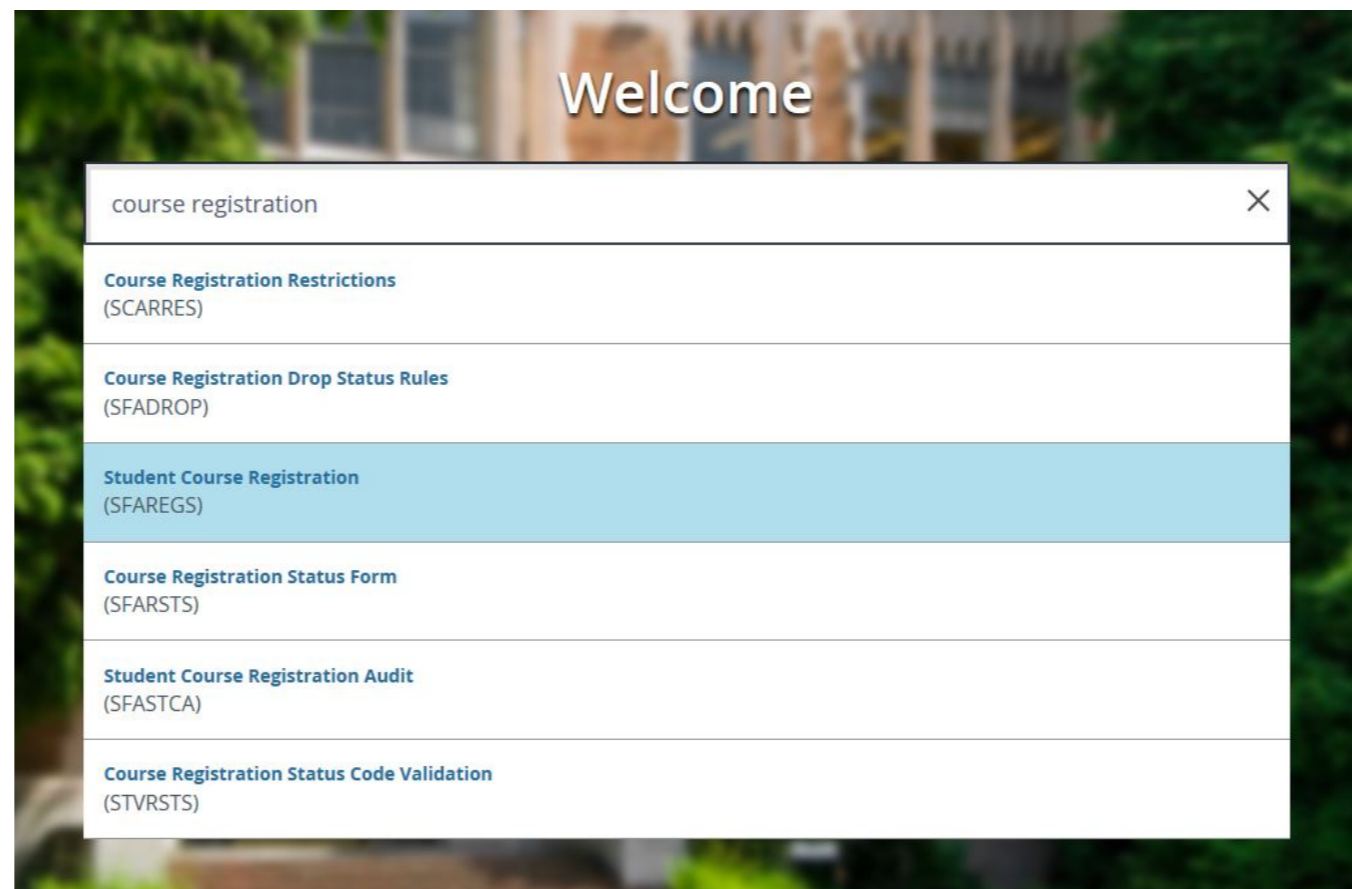 Welcome
course registration
Course Registration Restrictions
(SCARRES)
Course Registration Drop Status Rules
(SFADROP)
Student Course Registration
(SFAREGS)
Course Registration Status Form
(SFARSTS)
Student Course Registration Audit
(SFASTCA)
Course Registration Status Code Validation
(STVRSTS)